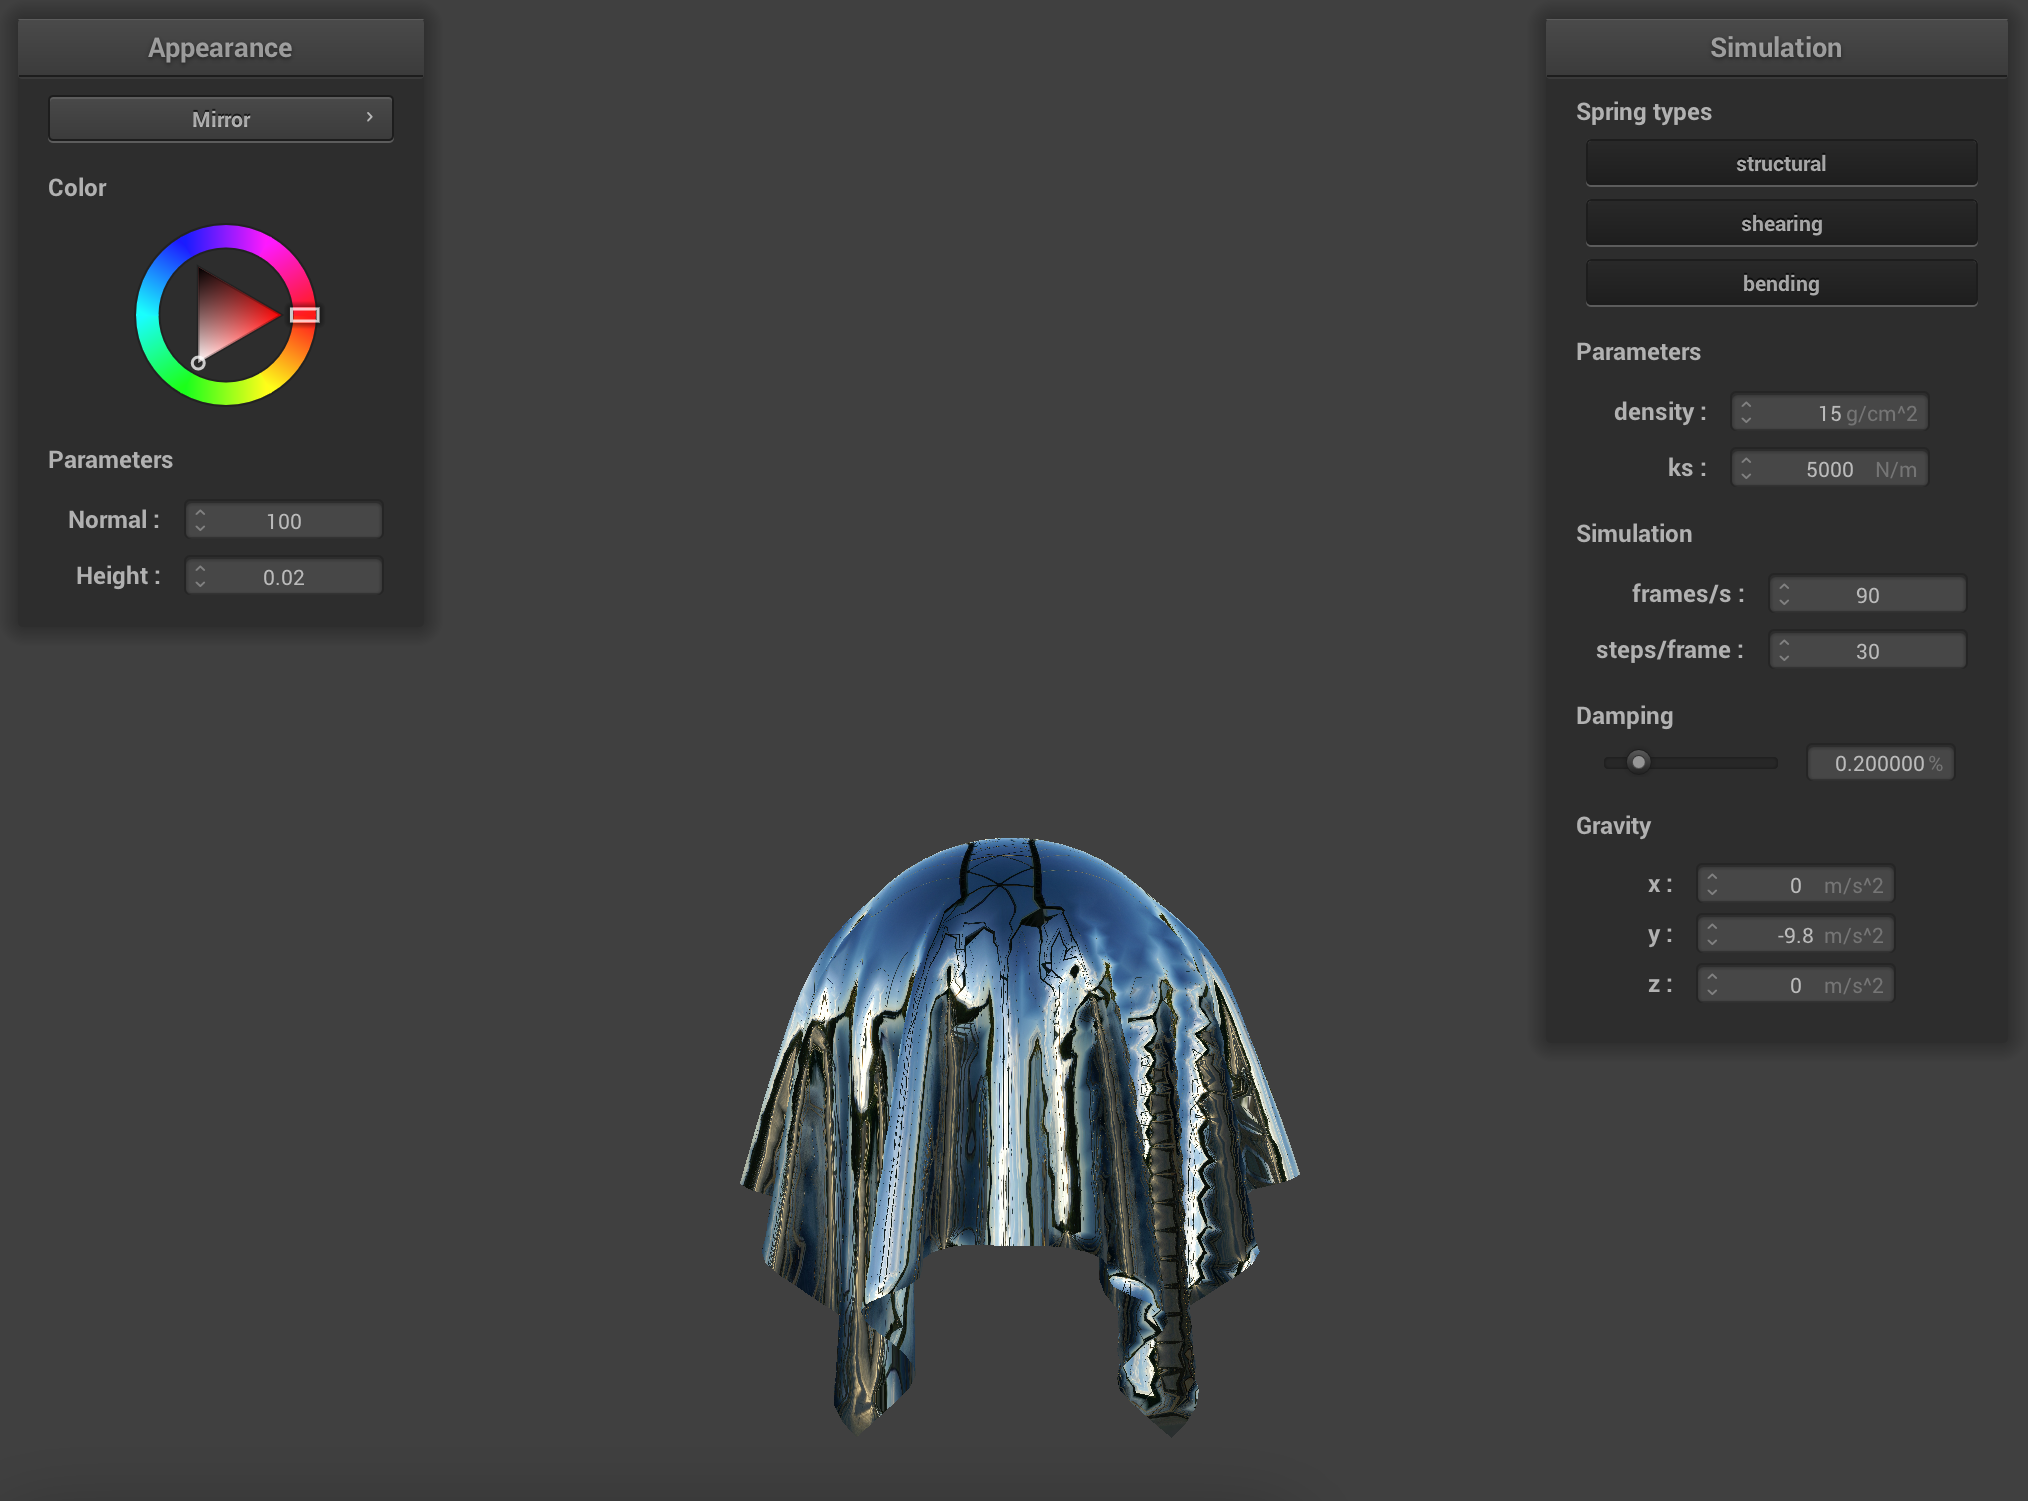 Appearance
Mirror ›
Color
Parameters
Normal : 100
Height : 0.02
Simulation
Spring types
structural
shearing
bending
Parameters
density : 15 g/cm^2
ks : 5000 N/m
Simulation
frames/s : 90
steps/frame : 30
Damping
0.200000 %
Gravity
x : 0 m/s^2
y : -9.8 m/s^2
z : 0 m/s^2